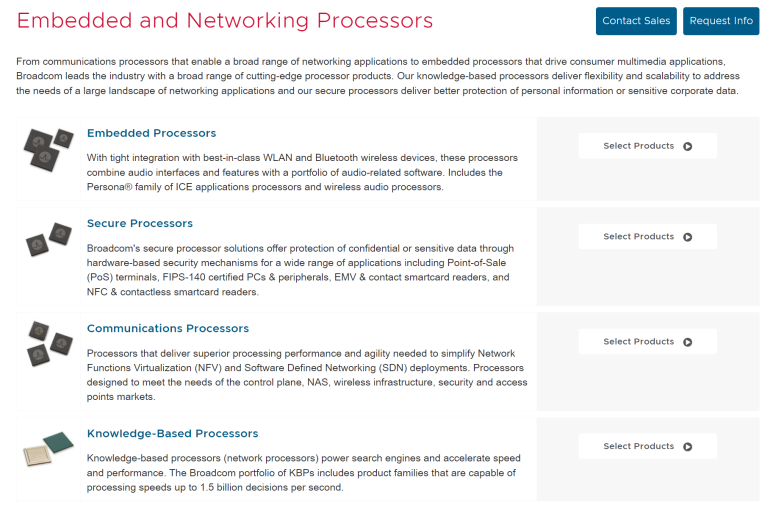 Embedded and Networking Processors
Contact Sales
Request Info
From communications processors that enable a broad range of networking applications to embedded processors that drive consumer multimedia applications,
Broadcom leads the industry with a broad range of cutting-edge processor products. Our knowledge-based processors deliver flexibility and scalability to address
the needs of a large landscape of networking applications and our secure processors deliver better protection of personal information or sensitive corporate data.
Embedded Processors
With tight integration with best-in-class WLAN and Bluetooth wireless devices, these processors
combine audio interfaces and features with a portfolio of audio-related software. Includes the
Persona® family of ICE applications processors and wireless audio processors.
Select Products
Secure Processors
Broadcom's secure processor solutions offer protection of confidential or sensitive data through
hardware-based security mechanisms for a wide range of applications including Point-of-Sale
(PoS) terminals, FIPS-140 certified PCs & peripherals, EMV & contact smartcard readers, and
NFC & contactless smartcard readers.
Select Products
Communications Processors
Processors that deliver superior processing performance and agility needed to simplify Network
Functions Virtualization (NFV) and Software Defined Networking (SDN) deployments. Processors
designed to meet the needs of the control plane, NAS, wireless infrastructure, security and access
points markets.
Select Products
Knowledge-Based Processors
Knowledge-based processors (network processors) power search engines and accelerate speed
and performance. The Broadcom portfolio of KBPs includes product families that are capable of
processing speeds up to 1.5 billion decisions per second.
Select Products